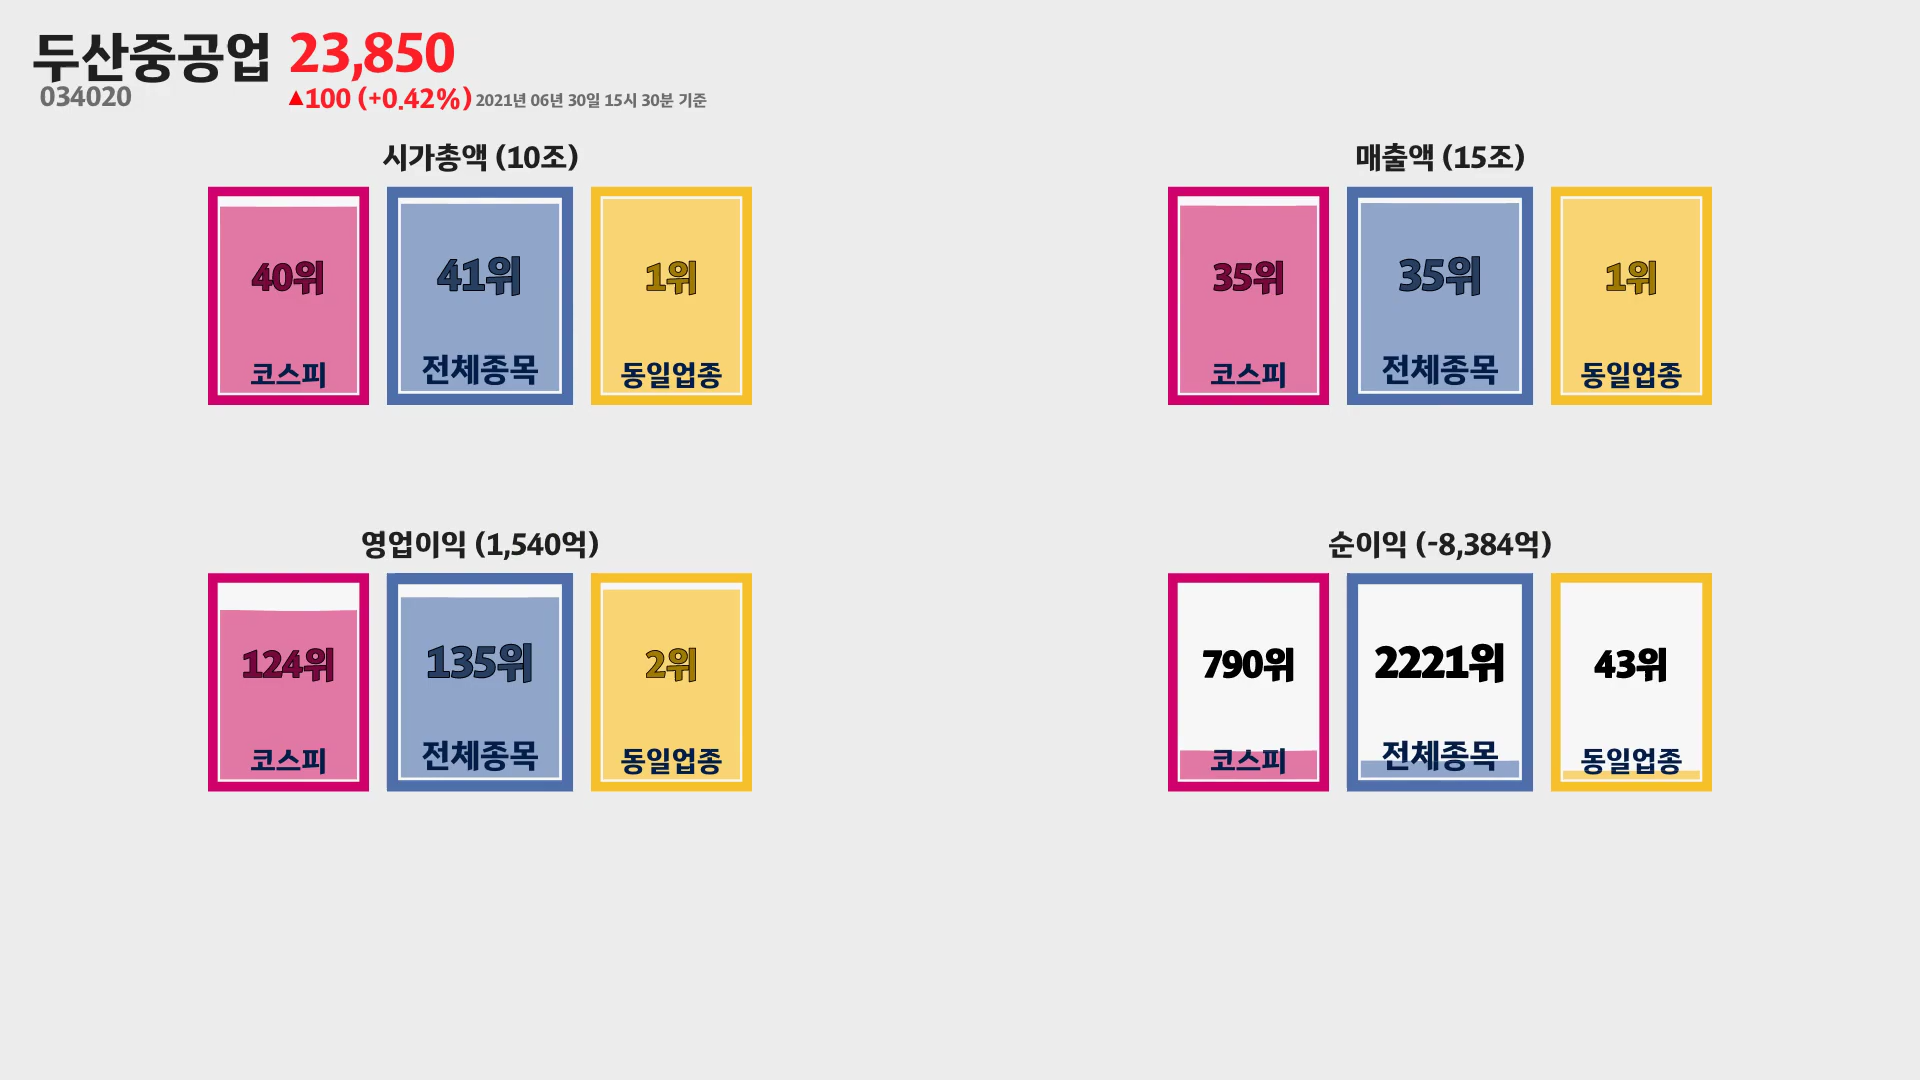 두산중공업 23,850
034020 ▲100 (+0.42%) 2021년 06년 30일 15시 30분 기준
시가총액 (10조)
40위 41위 1위
코스피 전체종목 동일업종
매출액 (15조)
35위 35위 1위
코스피 전체종목 동일업종
영업이익 (1,540억)
124위 135위 2위
코스피 전체종목 동일업종
순이익 (-8,384억)
790위 2221위 43위
코스피 전체종목 동일업종